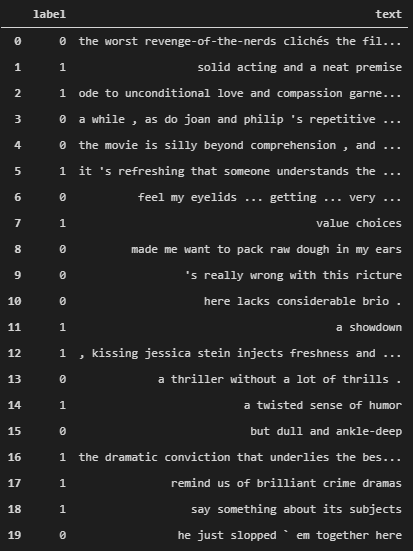 label text
0 0 the worst revenge-of-the-nerds clichés the fil...
1 1 solid acting and a neat premise
2 1 ode to unconditional love and compassion garne...
3 0 a while , as do joan and philip 's repetitive ...
4 0 the movie is silly beyond comprehension , and ...
5 1 it 's refreshing that someone understands the ...
6 0 feel my eyelids ... getting ... very ...
7 1 value choices
8 0 made me want to pack raw dough in my ears
9 0 's really wrong with this ricture
10 0 here lacks considerable brio .
11 1 a showdown
12 1 , kissing jessica stein injects freshness and ...
13 0 a thriller without a lot of thrills .
14 1 a twisted sense of humor
15 0 but dull and ankle-deep
16 1 the dramatic conviction that underlies the bes...
17 1 remind us of brilliant crime dramas
18 1 say something about its subjects
19 0 he just slopped ` em together here